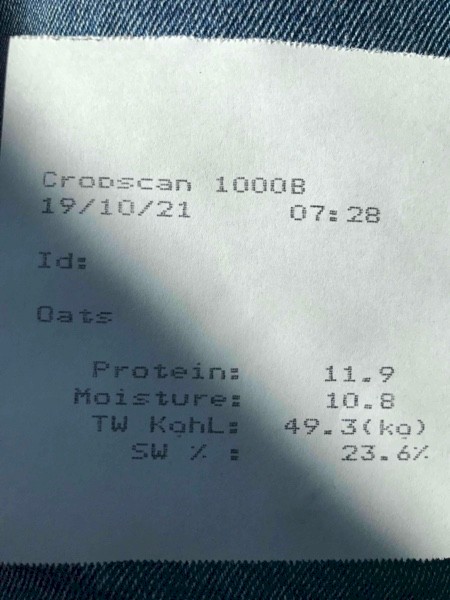 Cropscan 1000B
19/10/21 07:28
Id:
Oats
Protein: 11.9
Moisture: 10.8
TW KghL: 49.3(kg)
SW % : 23.6%